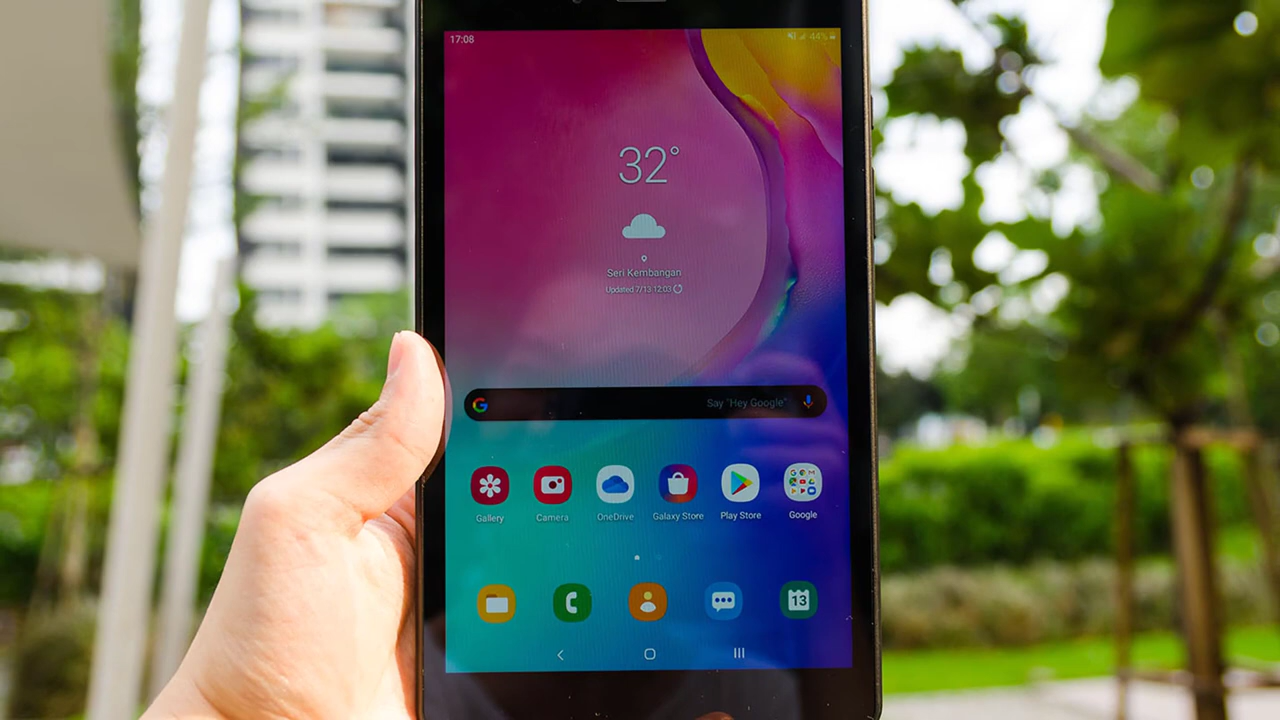 17:08
44%
32°
Seri Kembangan
Updated 7/13 12:03
G Say "Hey Google"
Gallery Camera OneDrive Galaxy Store Play Store Google
13